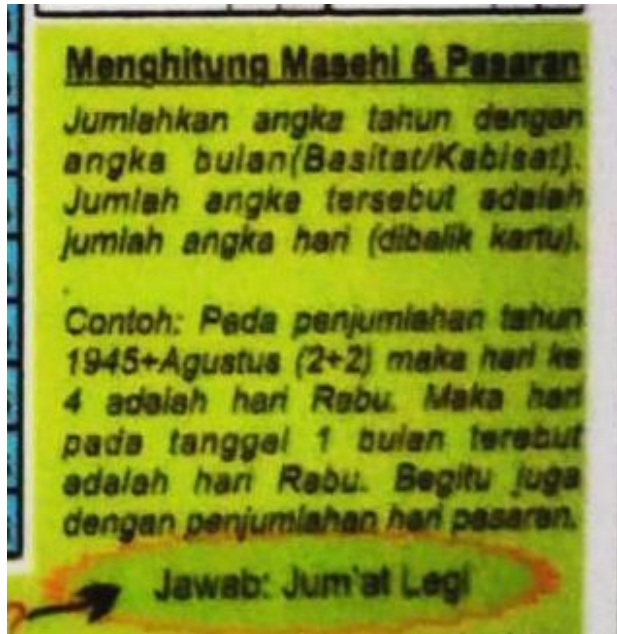 Menghitung Masehi & Pasaran
Jumlahkan angka tahun dengan
angka bulan(Basitat/Kabisat).
Jumlah angka tersebut adalah
jumlah angka hari (dibalik kartu).
Contoh: Pada penjumlahan tahun
1945+Agustus (2+2) maka hari ke
4 adalah hari Rabu. Maka hari
pada tanggal 1 bulan terebut
adalah hari Rabu. Begitu juga
dengan penjumlahan hari pasaran.
Jawab: Jum'at Legi